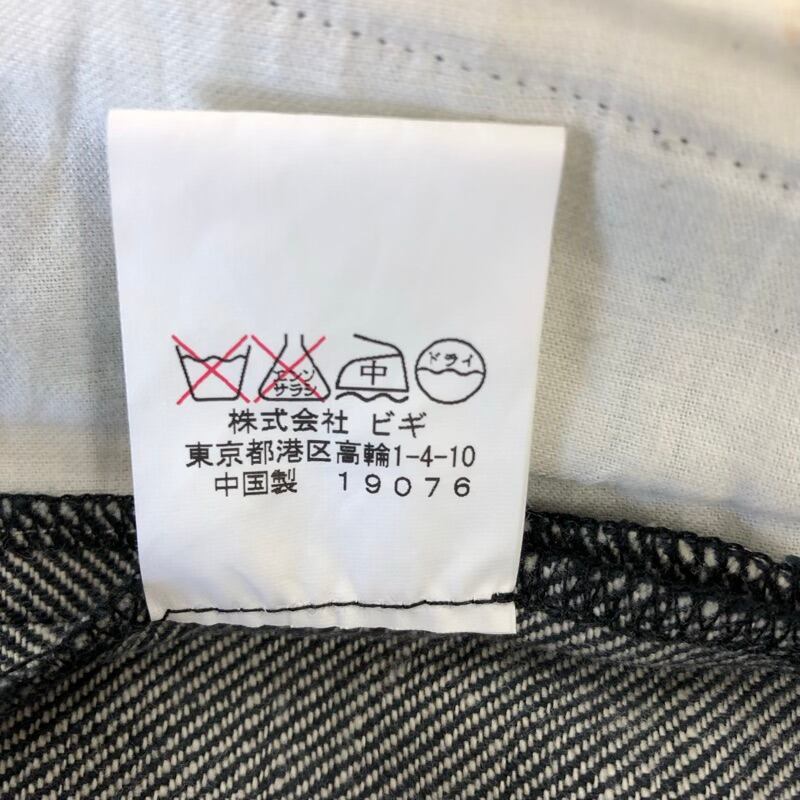 エンソ
サラシ
中
ドライ
株式会社 ビギ
東京都港区高輪1-4-10
中国製 19076